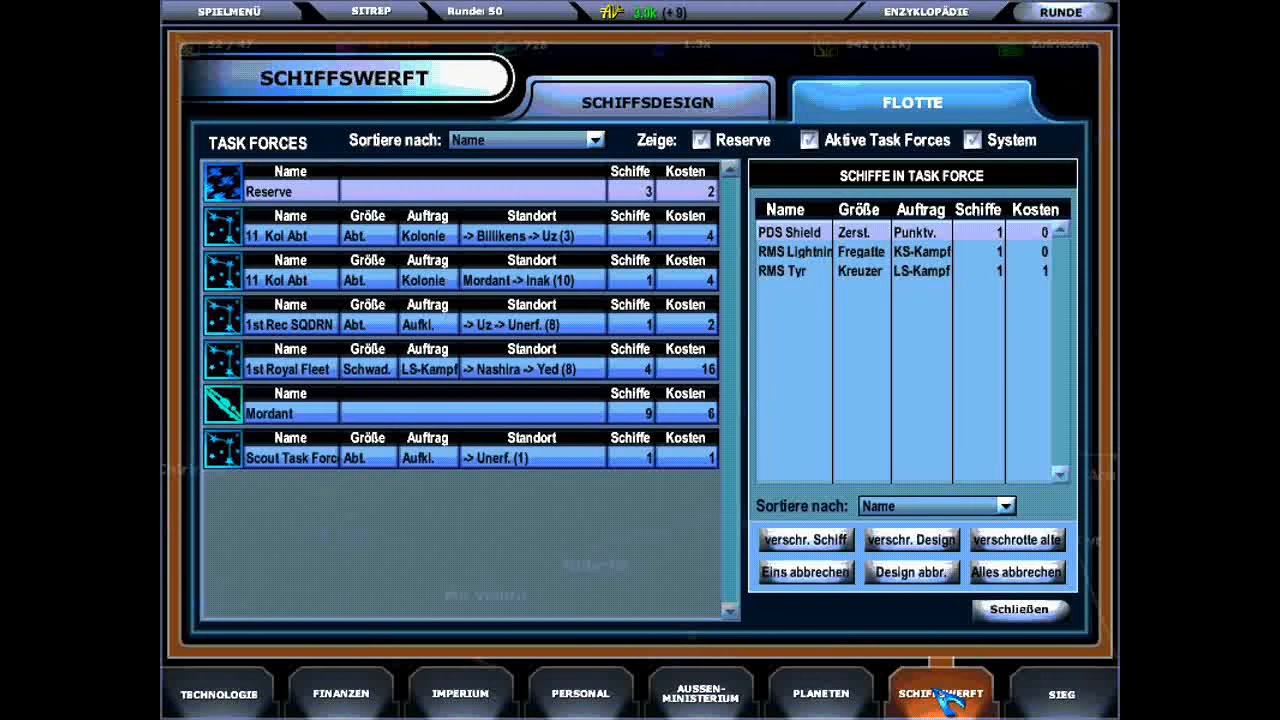 SPIELMENÜ SITREP Runde: 50 3.0k (+ 9) ENZYKLOPÄDIE RUNDE
SCHIFFSWERFT
SCHIFFSDESIGN FLOTTE
TASK FORCES Sortiere nach: Name Zeige: Reserve Aktive Task Forces System
Name Schiffe Kosten
Reserve 3 2
Name Größe Auftrag Standort Schiffe Kosten
11 Kol Abt Abt. Kolonie -> Billikens -> Uz (3) 1 4
Name Größe Auftrag Standort Schiffe Kosten
11 Kol Abt Abt. Kolonie Mordant -> Inak (10) 1 4
Name Größe Auftrag Standort Schiffe Kosten
1st Rec SQDRN Abt. Aufkl. -> Uz -> Unerf. (8) 1 2
Name Größe Auftrag Standort Schiffe Kosten
1st Royal Fleet Schwad. LS-Kampf -> Nashira -> Yed (8) 4 16
Name Schiffe Kosten
Mordant 9 6
Name Größe Auftrag Standort Schiffe Kosten
Scout Task Forc Abt. Aufkl. -> Unerf. (1) 1 1
SCHIFFE IN TASK FORCE
Name Größe Auftrag Schiffe Kosten
PDS Shield Zerst. Punktv. 1 0
RMS Lightnin Fregatte KS-Kampf 1 0
RMS Tyr Kreuzer LS-Kampf 1 1
Sortiere nach: Name
verschr. Schiff verschr. Design verschrotte alle
Eins abbrechen Design abbr. Alles abbrechen
Schließen
TECHNOLOGIE FINANZEN IMPERIUM PERSONAL AUSSEN-
MINISTERIUM PLANETEN SCHIFFSWERFT SIEG